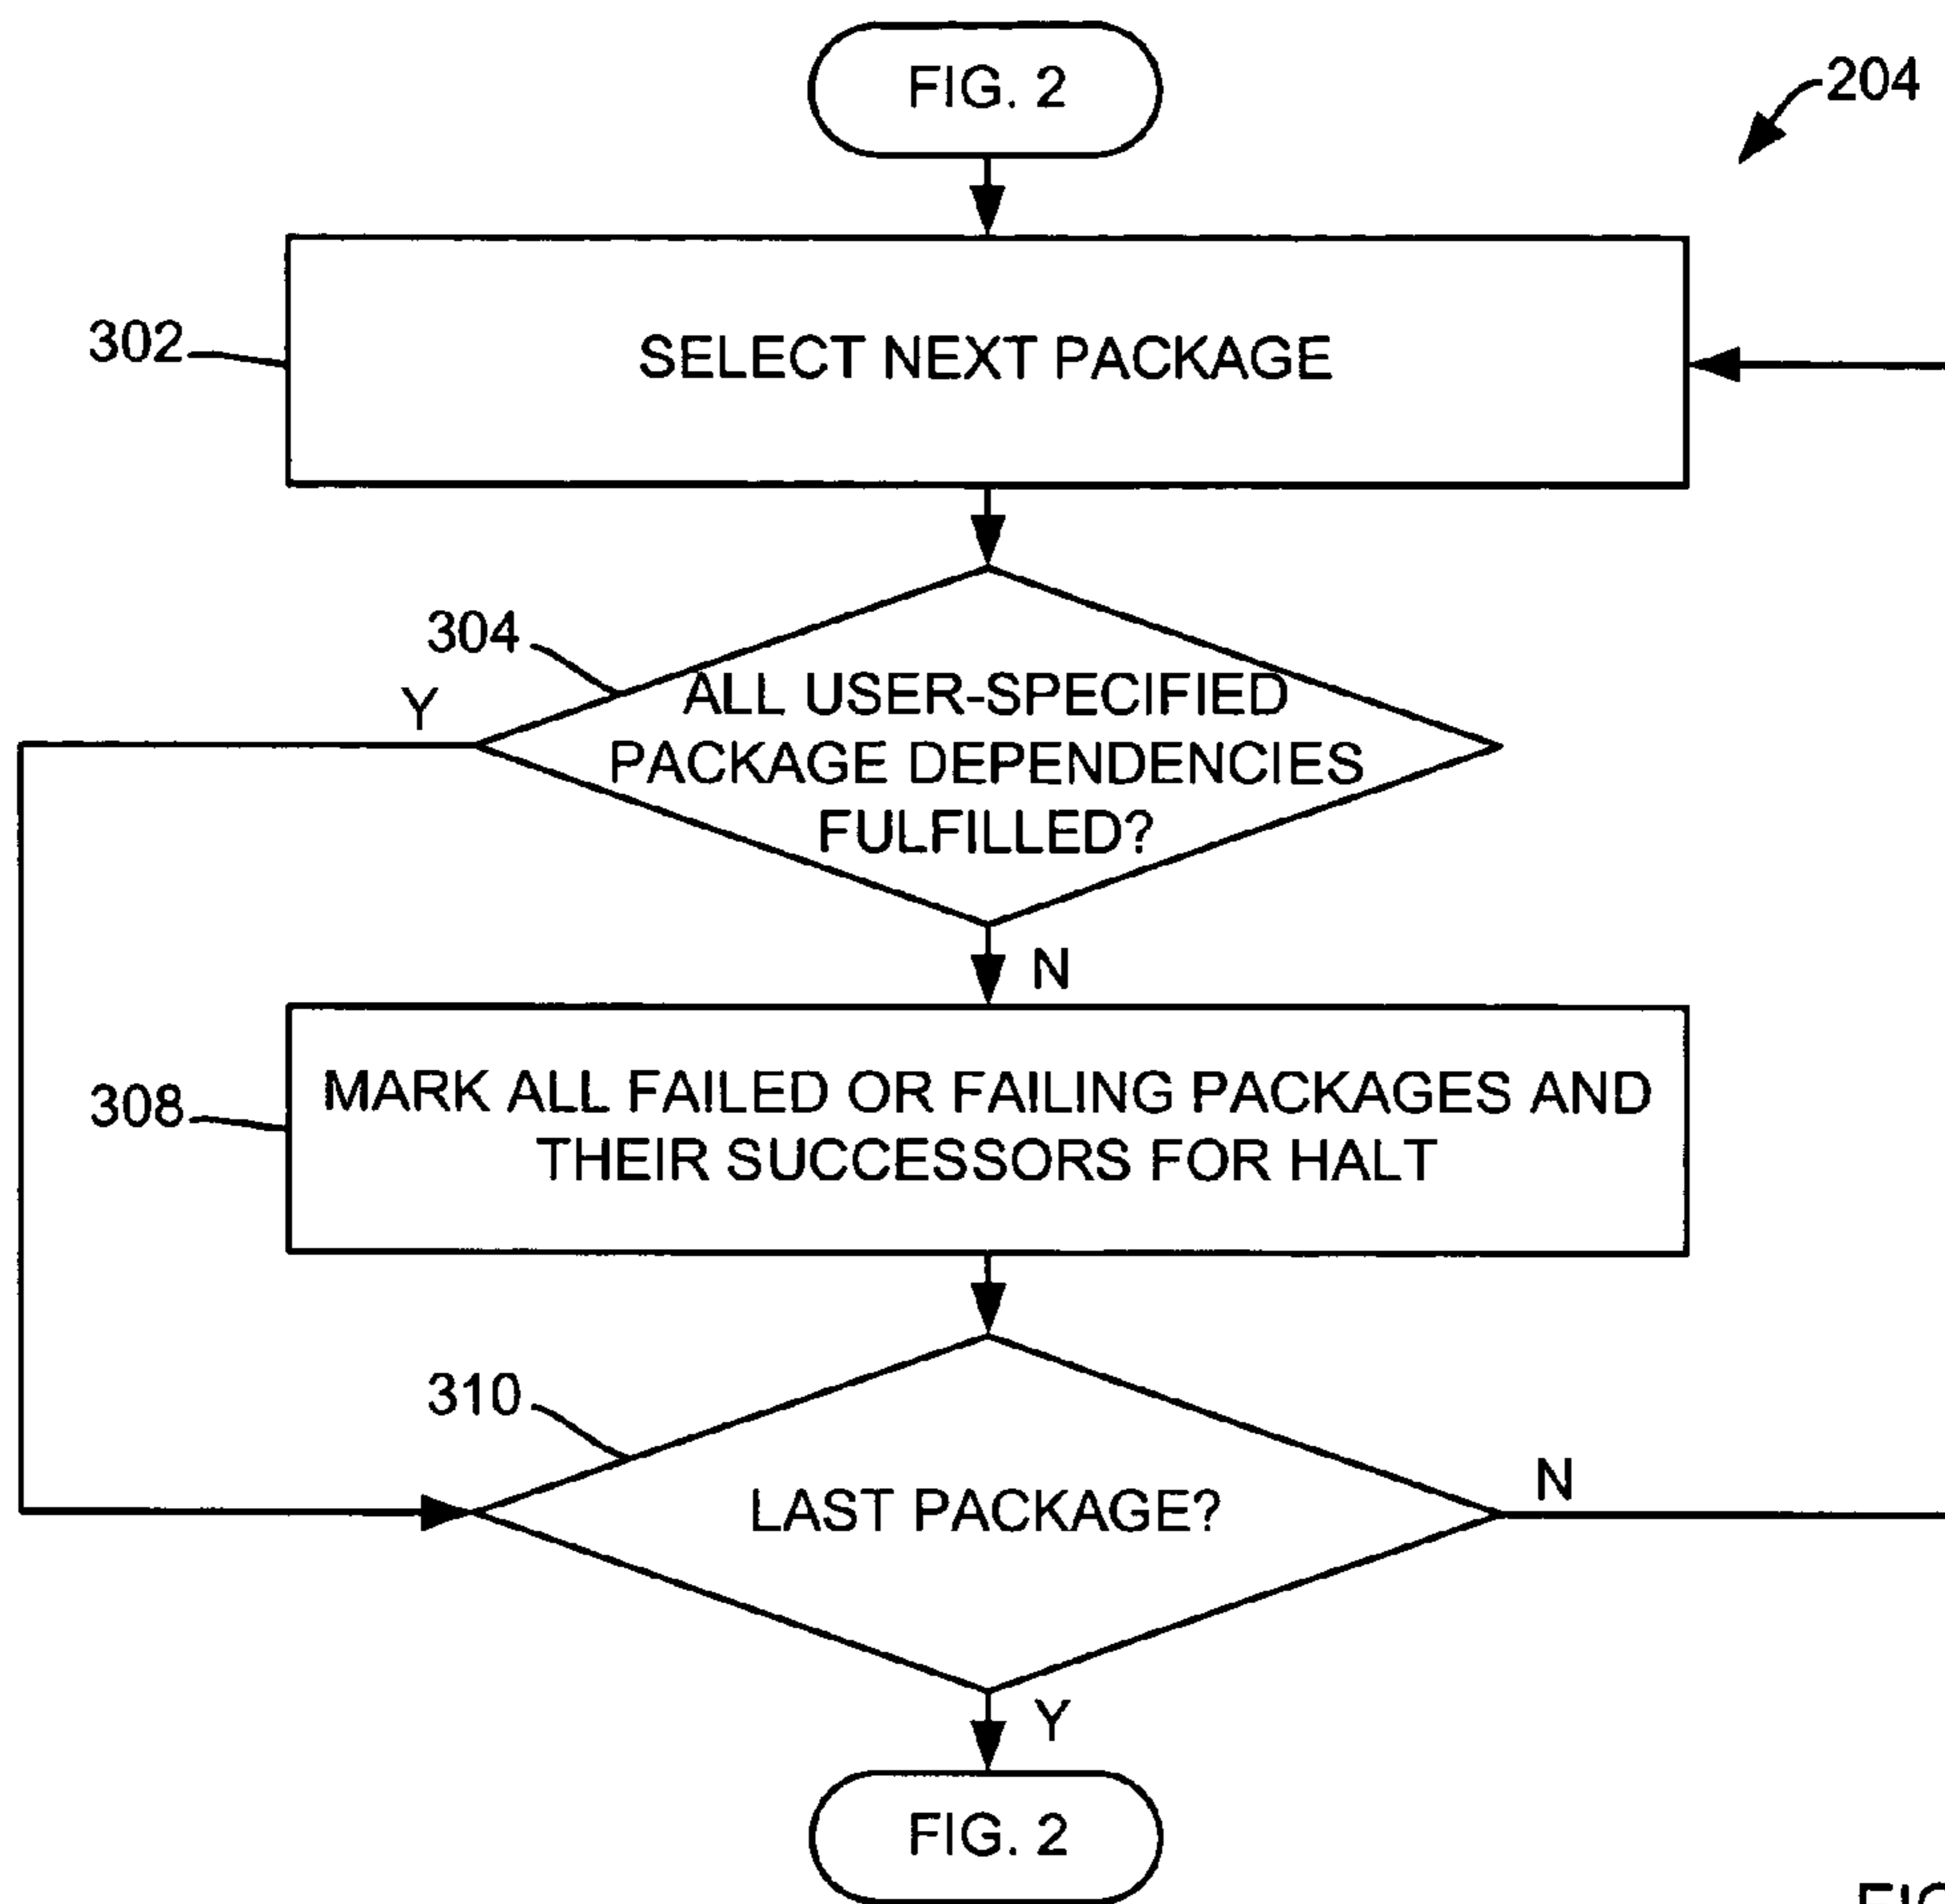 FIG. 2
204
302
SELECT NEXT PACKAGE
304
Y
ALL USER-SPECIFIED
PACKAGE DEPENDENCIES
FULFILLED?
N
308
MARK ALL FAILED OR FAILING PACKAGES AND
THEIR SUCCESSORS FOR HALT
310
LAST PACKAGE?
N
Y
FIG. 2